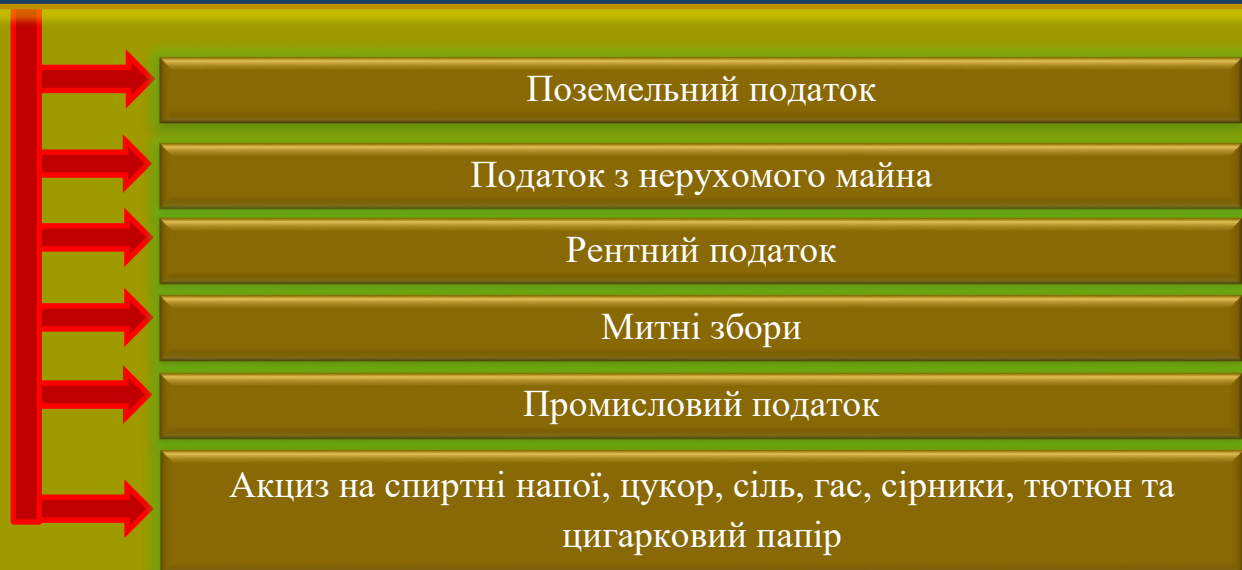 Поземельний податок
Податок з нерухомого майна
Рентний податок
Митні збори
Промисловий податок
Акциз на спиртні напої, цукор, сіль, гас, сірники, тютюн та
цигарковий папір